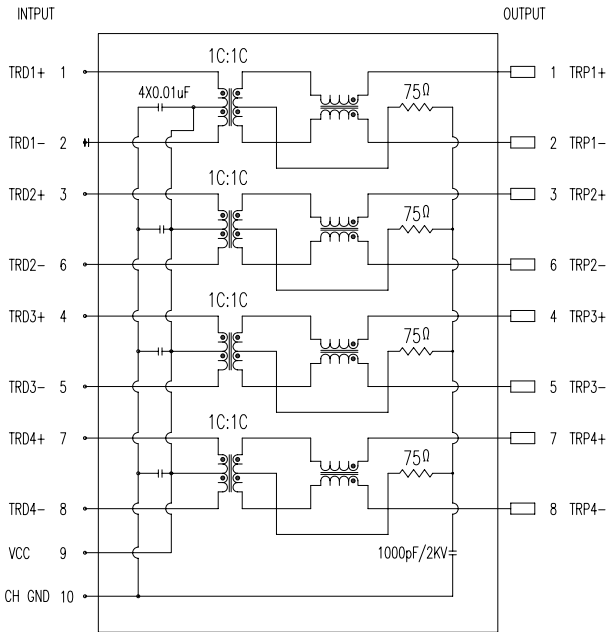 INTPUT OUTPUT
1C:1C
TRD1+ 1 1 TRP1+
4X0.01uF 75Ω
TRD1- 2 2 TRP1-
1C:1C
TRD2+ 3 3 TRP2+
75Ω
TRD2- 6 6 TRP2-
1C:1C
TRD3+ 4 4 TRP3+
75Ω
TRD3- 5 5 TRP3-
1C:1C
TRD4+ 7 7 TRP4+
75Ω
TRD4- 8 8 TRP4-
VCC 9 1000pF/2KV
CH GND 10